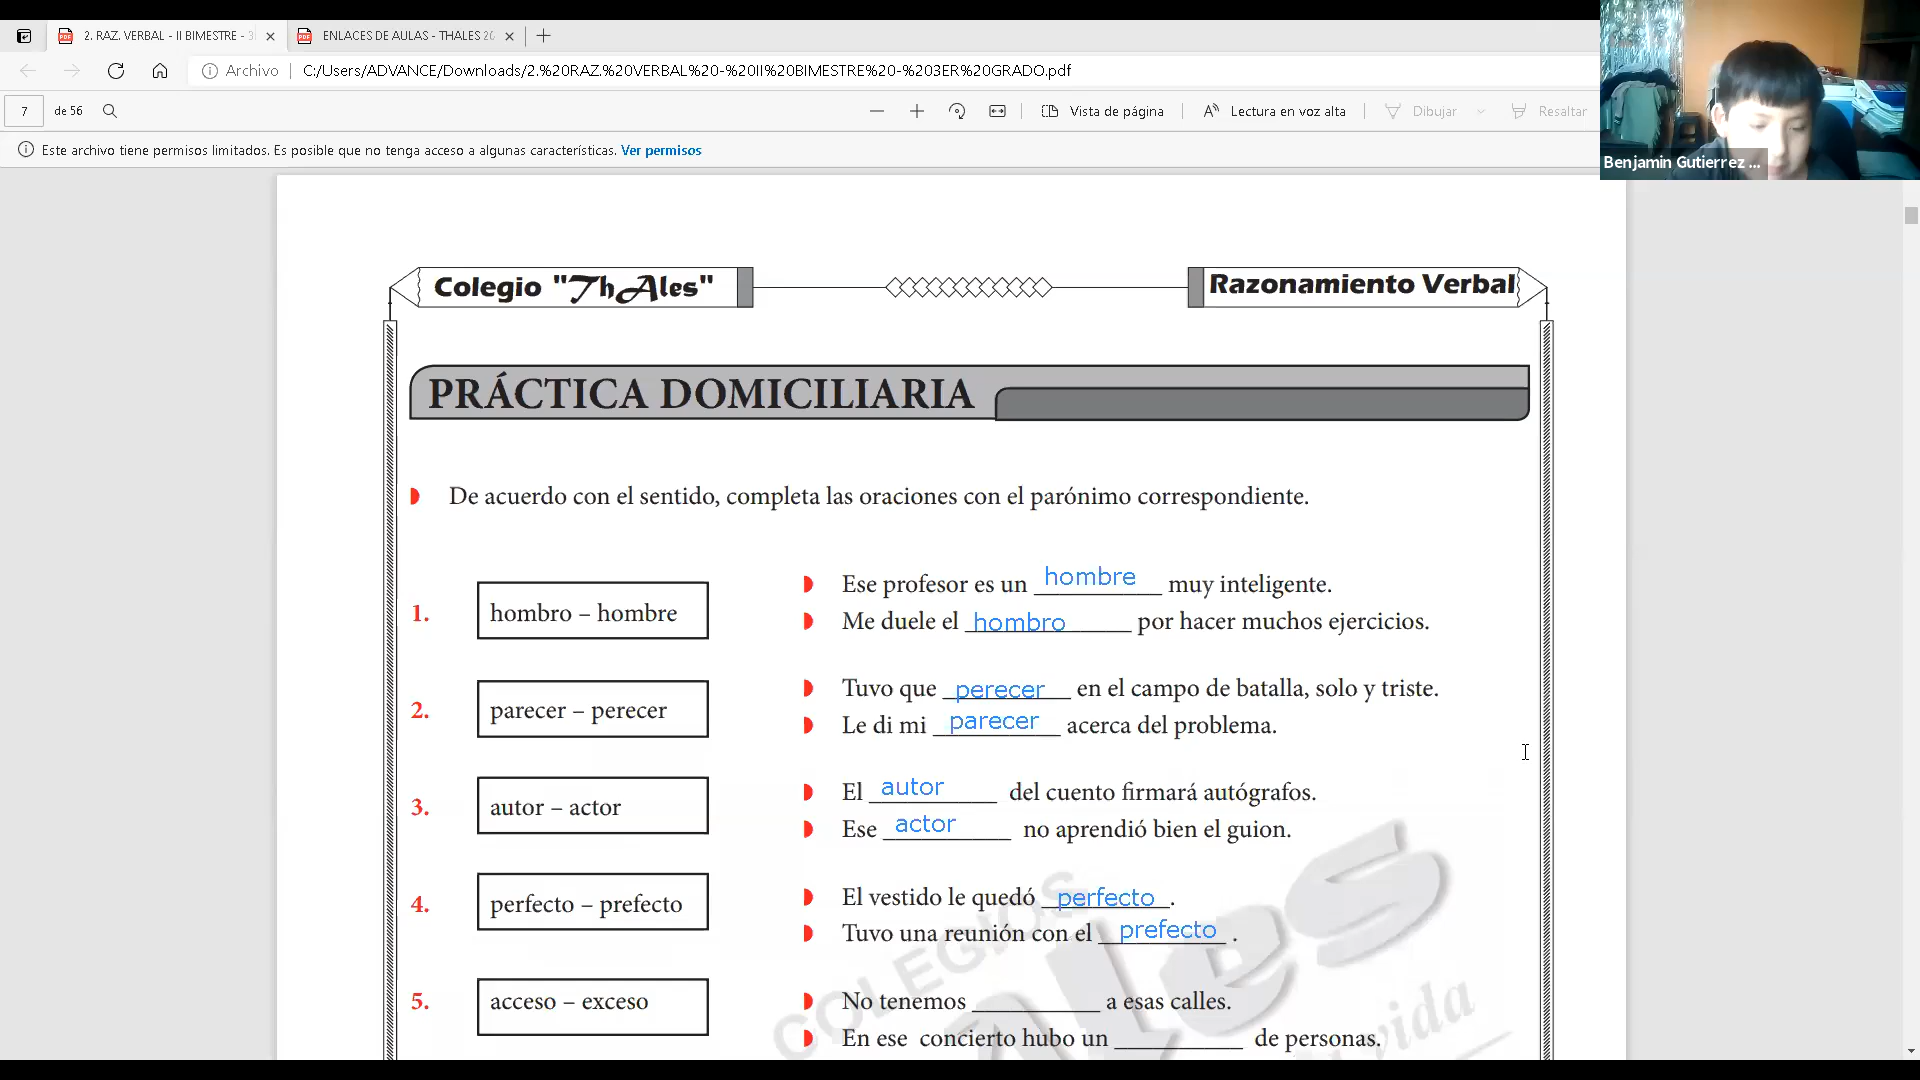 2. RAZ. VERBAL - II BIMESTRE - 3
ENLACES DE AULAS - THALES 20
Archivo
C:/Users/ADVANCE/Downloads/2.%20RAZ.%20VERBAL%20-%20II%20BIMESTRE%20-%203ER%20GRADO.pdf
7 de 56
Vista de página
Lectura en voz alta
Dibujar
Resaltar
Este archivo tiene permisos limitados. Es posible que no tenga acceso a algunas características. Ver permisos
Benjamin Gutierrez ...
Colegio "ThAles"
Razonamiento Verbal
PRÁCTICA DOMICILIARIA
De acuerdo con el sentido, completa las oraciones con el parónimo correspondiente.
1. hombro – hombre
Ese profesor es un hombre muy inteligente.
Me duele el hombro por hacer muchos ejercicios.
2. parecer – perecer
Tuvo que perecer en el campo de batalla, solo y triste.
Le di mi parecer acerca del problema.
3. autor – actor
El autor del cuento firmará autógrafos.
Ese actor no aprendió bien el guion.
4. perfecto – prefecto
El vestido le quedó perfecto.
Tuvo una reunión con el prefecto.
5. acceso – exceso
No tenemos __________ a esas calles.
En ese concierto hubo un __________ de personas.
COLEGIOS
vida